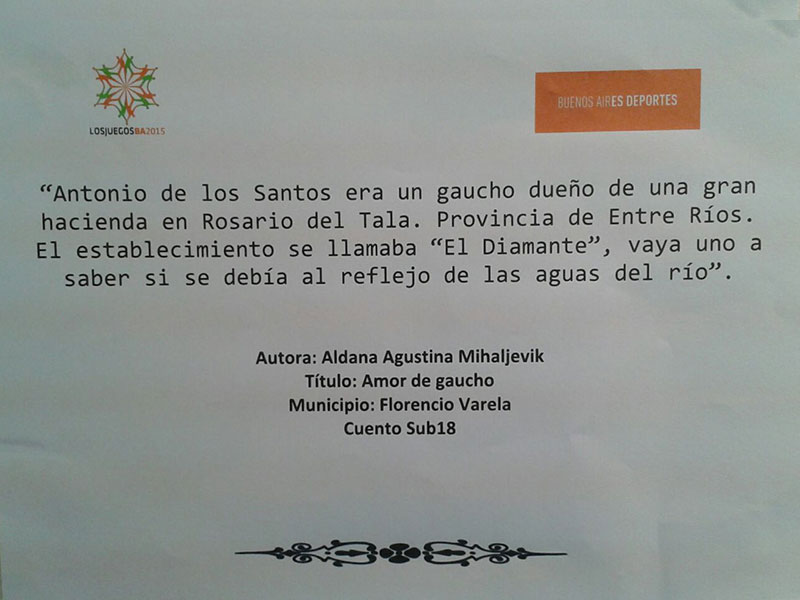 LOSJUEGOSBA2015
BUENOS AIRES DEPORTES
“Antonio de los Santos era un gaucho dueño de una gran
hacienda en Rosario del Tala. Provincia de Entre Ríos.
El establecimiento se llamaba “El Diamante”, vaya uno a
saber si se debía al reflejo de las aguas del río”.
Autora: Aldana Agustina Mihaljevik
Título: Amor de gaucho
Municipio: Florencio Varela
Cuento Sub18